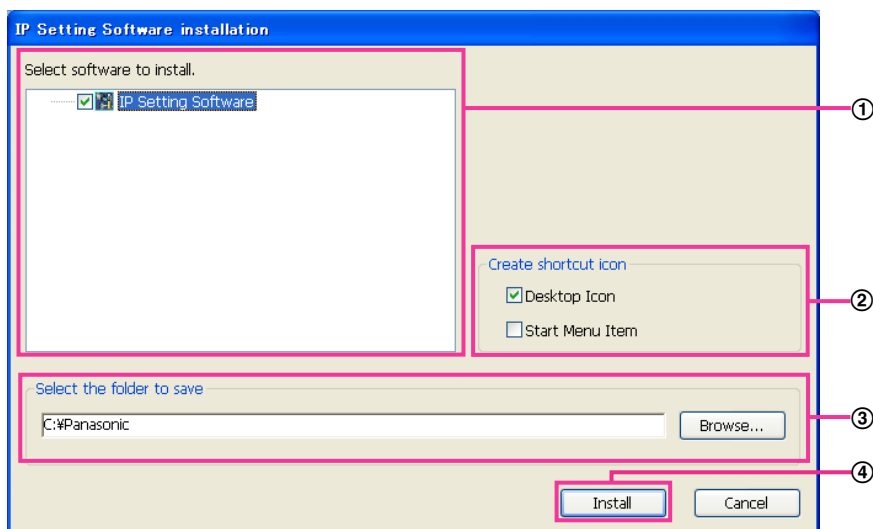 IP Setting Software installation
Select software to install.
IP Setting Software
①
Create shortcut icon
Desktop Icon
②
Start Menu Item
Select the folder to save
C:¥Panasonic
Browse...
③
④
Install
Cancel